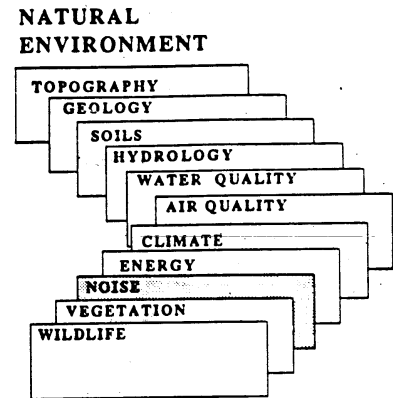 NATURAL
ENVIRONMENT
TOPOGRAPHY
GEOLOGY
SOILS
HYDROLOGY
WATER QUALITY
AIR QUALITY
CLIMATE
ENERGY
NOISE
VEGETATION
WILDLIFE